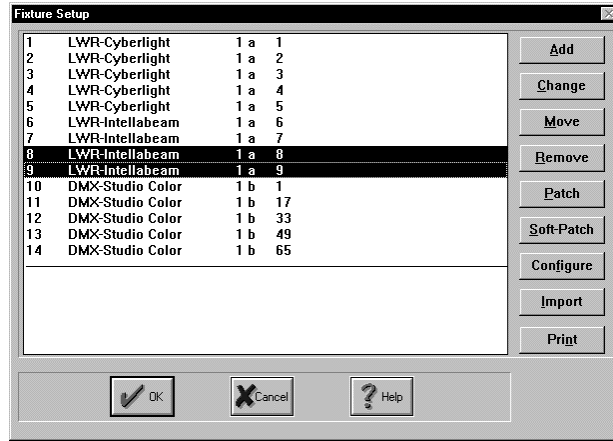 Fixture Setup
1 LWR-Cyberlight 1 a 1
2 LWR-Cyberlight 1 a 2
3 LWR-Cyberlight 1 a 3
4 LWR-Cyberlight 1 a 4
5 LWR-Cyberlight 1 a 5
6 LWR-Intellabeam 1 a 6
7 LWR-Intellabeam 1 a 7
8 LWR-Intellabeam 1 a 8
9 LWR-Intellabeam 1 a 9
10 DMX-Studio Color 1 b 1
11 DMX-Studio Color 1 b 17
12 DMX-Studio Color 1 b 33
13 DMX-Studio Color 1 b 49
14 DMX-Studio Color 1 b 65
Add
Change
Move
Remove
Patch
Soft-Patch
Configure
Import
Print
OK
Cancel
Help